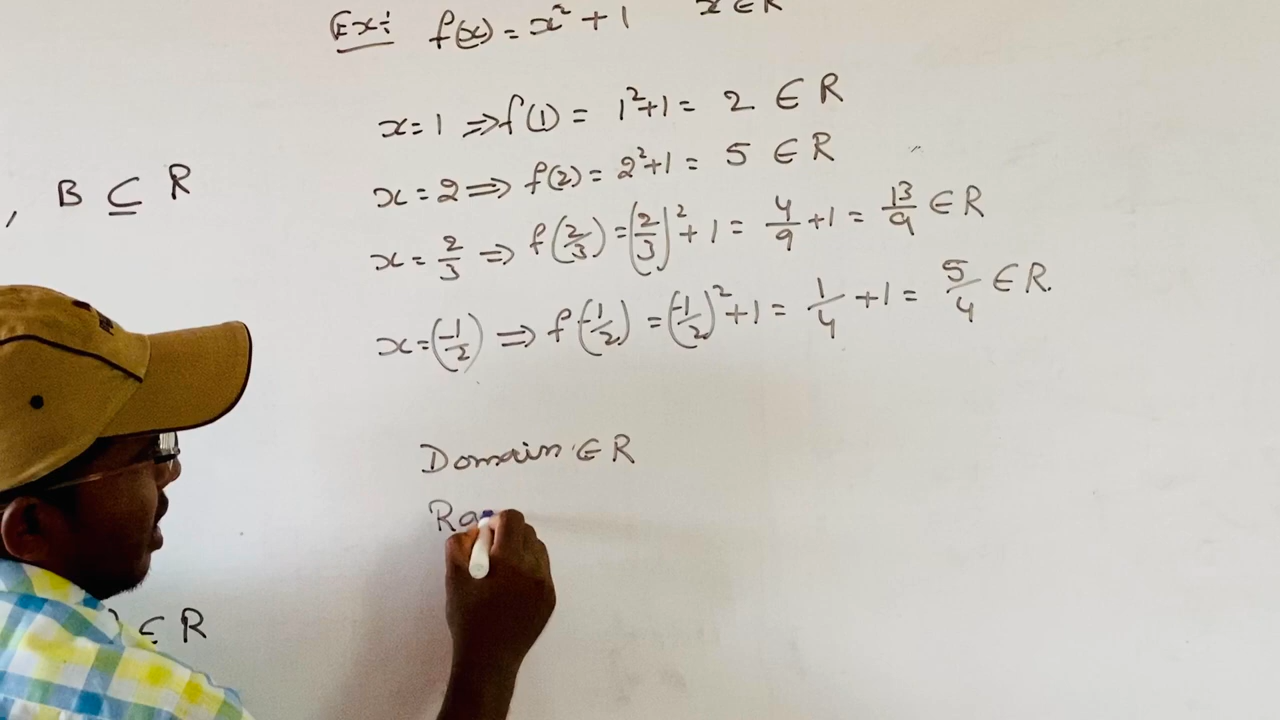 Ex:- f(x) = x² + 1 x ∈ R
x = 1 ⇒ f(1) = 1²+1 = 2 ∈ R
x = 2 ⇒ f(2) = 2²+1 = 5 ∈ R
x = 2/3 ⇒ f(2/3) = (2/3)² + 1 = 4/9 + 1 = 13/9 ∈ R
x = (-1/2) ⇒ f(-1/2) = (-1/2)² + 1 = 1/4 + 1 = 5/4 ∈ R.
, B ⊆ R
Domain ∈ R
Ra
∈ R